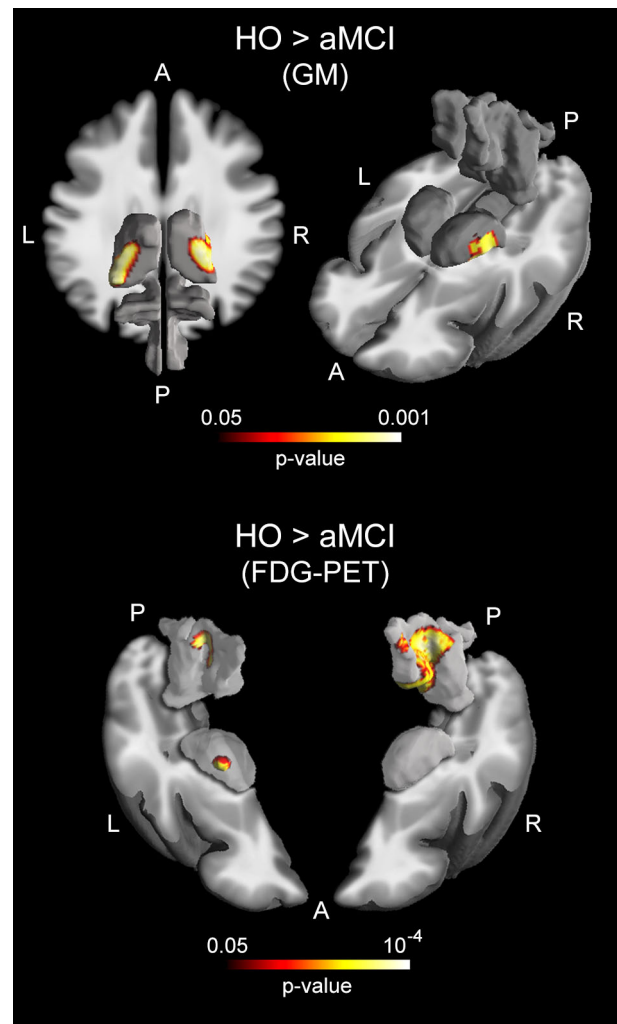 HO > aMCI
(GM)
A
P
L
L
R
R
A
P
0.05 0.001
p-value
HO > aMCI
(FDG-PET)
P
P
L
R
A
0.05 10⁻⁴
p-value